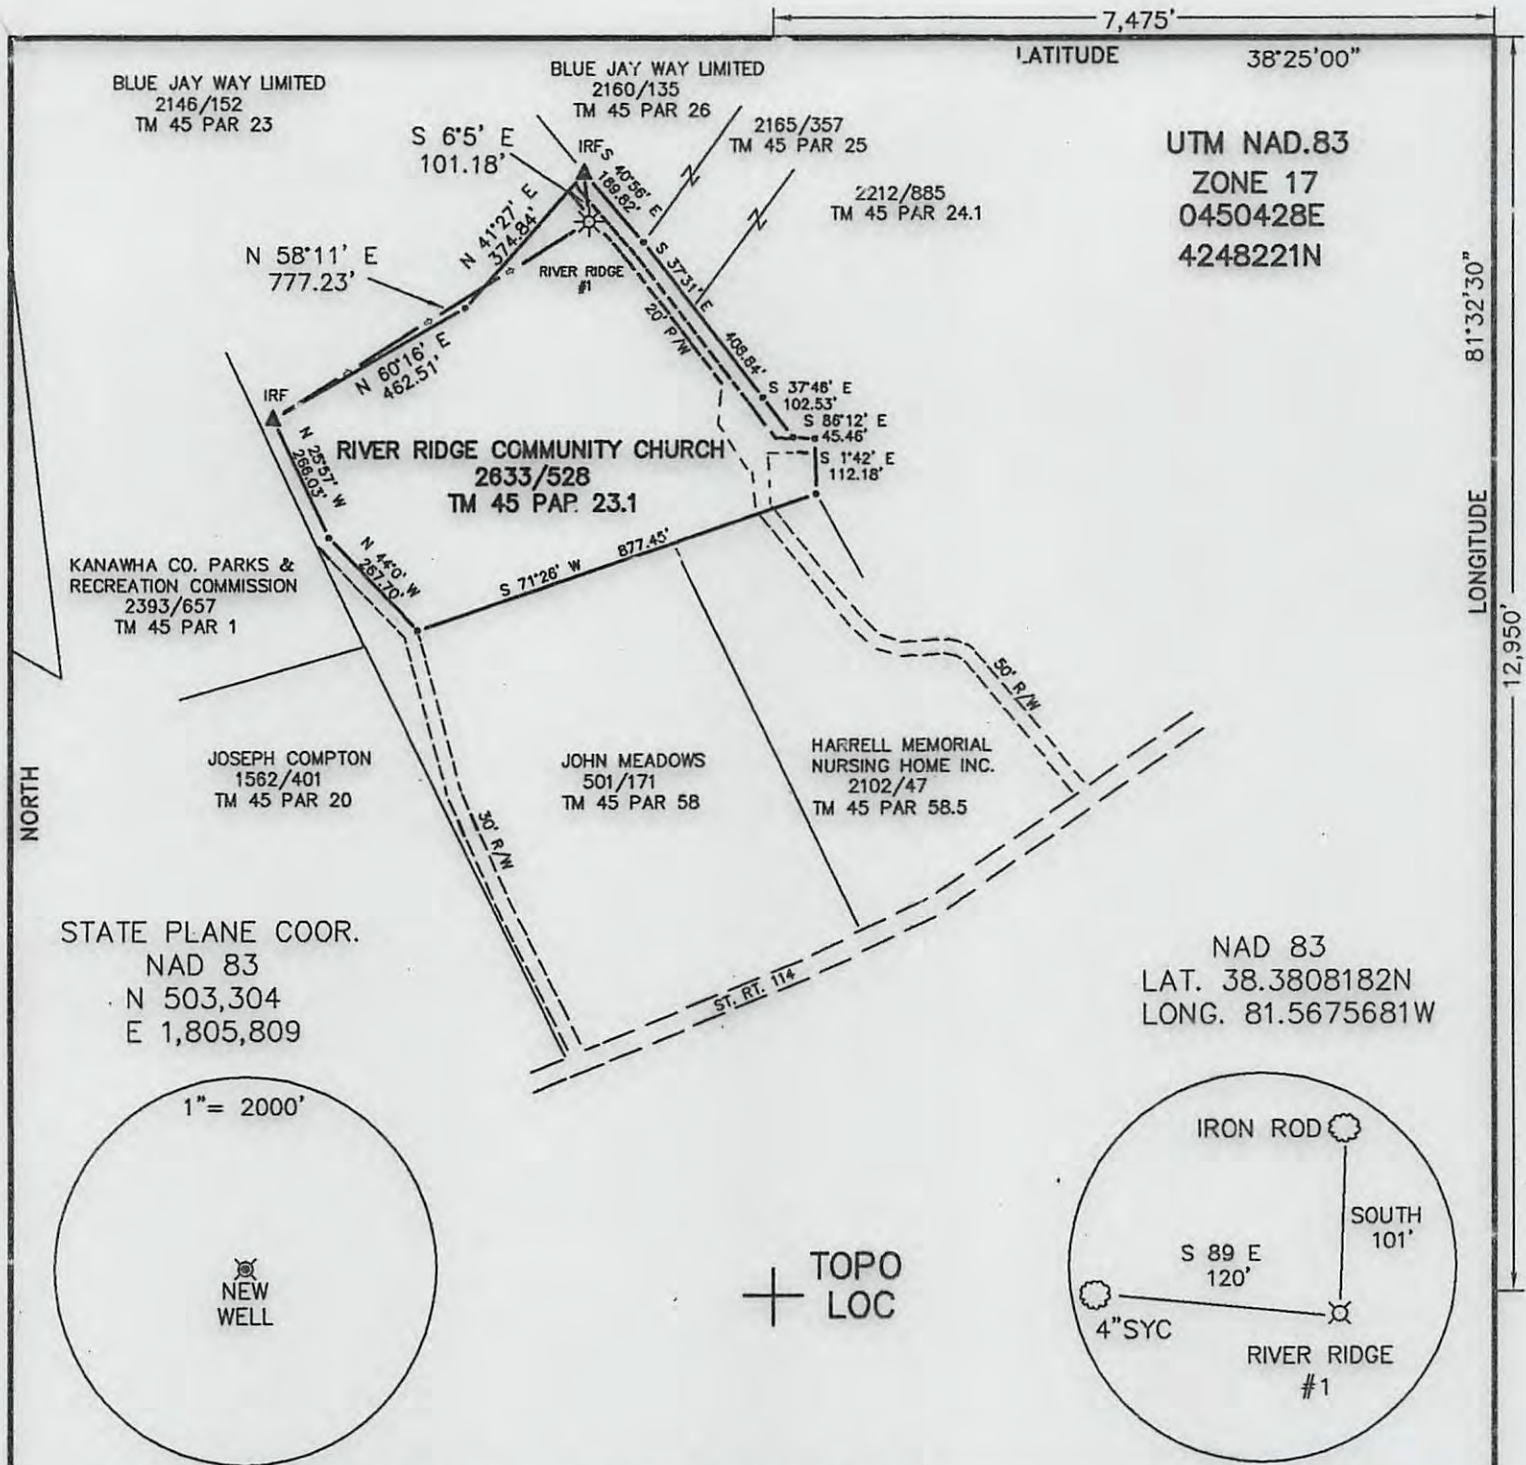 7,475'
LATITUDE 38°25'00"
BLUE JAY WAY LIMITED
2146/152
TM 45 PAR 23
BLUE JAY WAY LIMITED
2160/135
TM 45 PAR 26
2165/357
TM 45 PAR 25
2212/885
TM 45 PAR 24.1
UTM NAD.83
ZONE 17
0450428E
4248221N
S 6°5' E
101.18'
IRF
S 40°56' E
189.82'
N 41°27' E
374.84'
N 58°11' E
777.23'
RIVER RIDGE
#1
S 37°31' E
408.84'
20' R/W
81°32'30"
LONGITUDE
12,950'
N 60°16' E
462.51'
IRF
S 37°46' E
102.53'
S 86°12' E
45.46'
S 1°42' E
112.18'
N 25°57' W
266.03'
RIVER RIDGE COMMUNITY CHURCH
2633/528
TM 45 PAR. 23.1
N 44°0' W
267.70'
S 71°26' W 877.45'
KANAWHA CO. PARKS &
RECREATION COMMISSION
2393/657
TM 45 PAR 1
50' R/W
JOSEPH COMPTON
1562/401
TM 45 PAR 20
JOHN MEADOWS
501/171
TM 45 PAR 58
HARRELL MEMORIAL
NURSING HOME INC.
2102/47
TM 45 PAR 58.5
NORTH
30' R/W
ST. RT. 114
STATE PLANE COOR.
NAD 83
N 503,304
E 1,805,809
NAD 83
LAT. 38.3808182N
LONG. 81.5675681W
1"= 2000'
NEW
WELL
TOPO
LOC
IRON ROD
SOUTH
101'
S 89 E
120'
4"SYC
RIVER RIDGE
#1